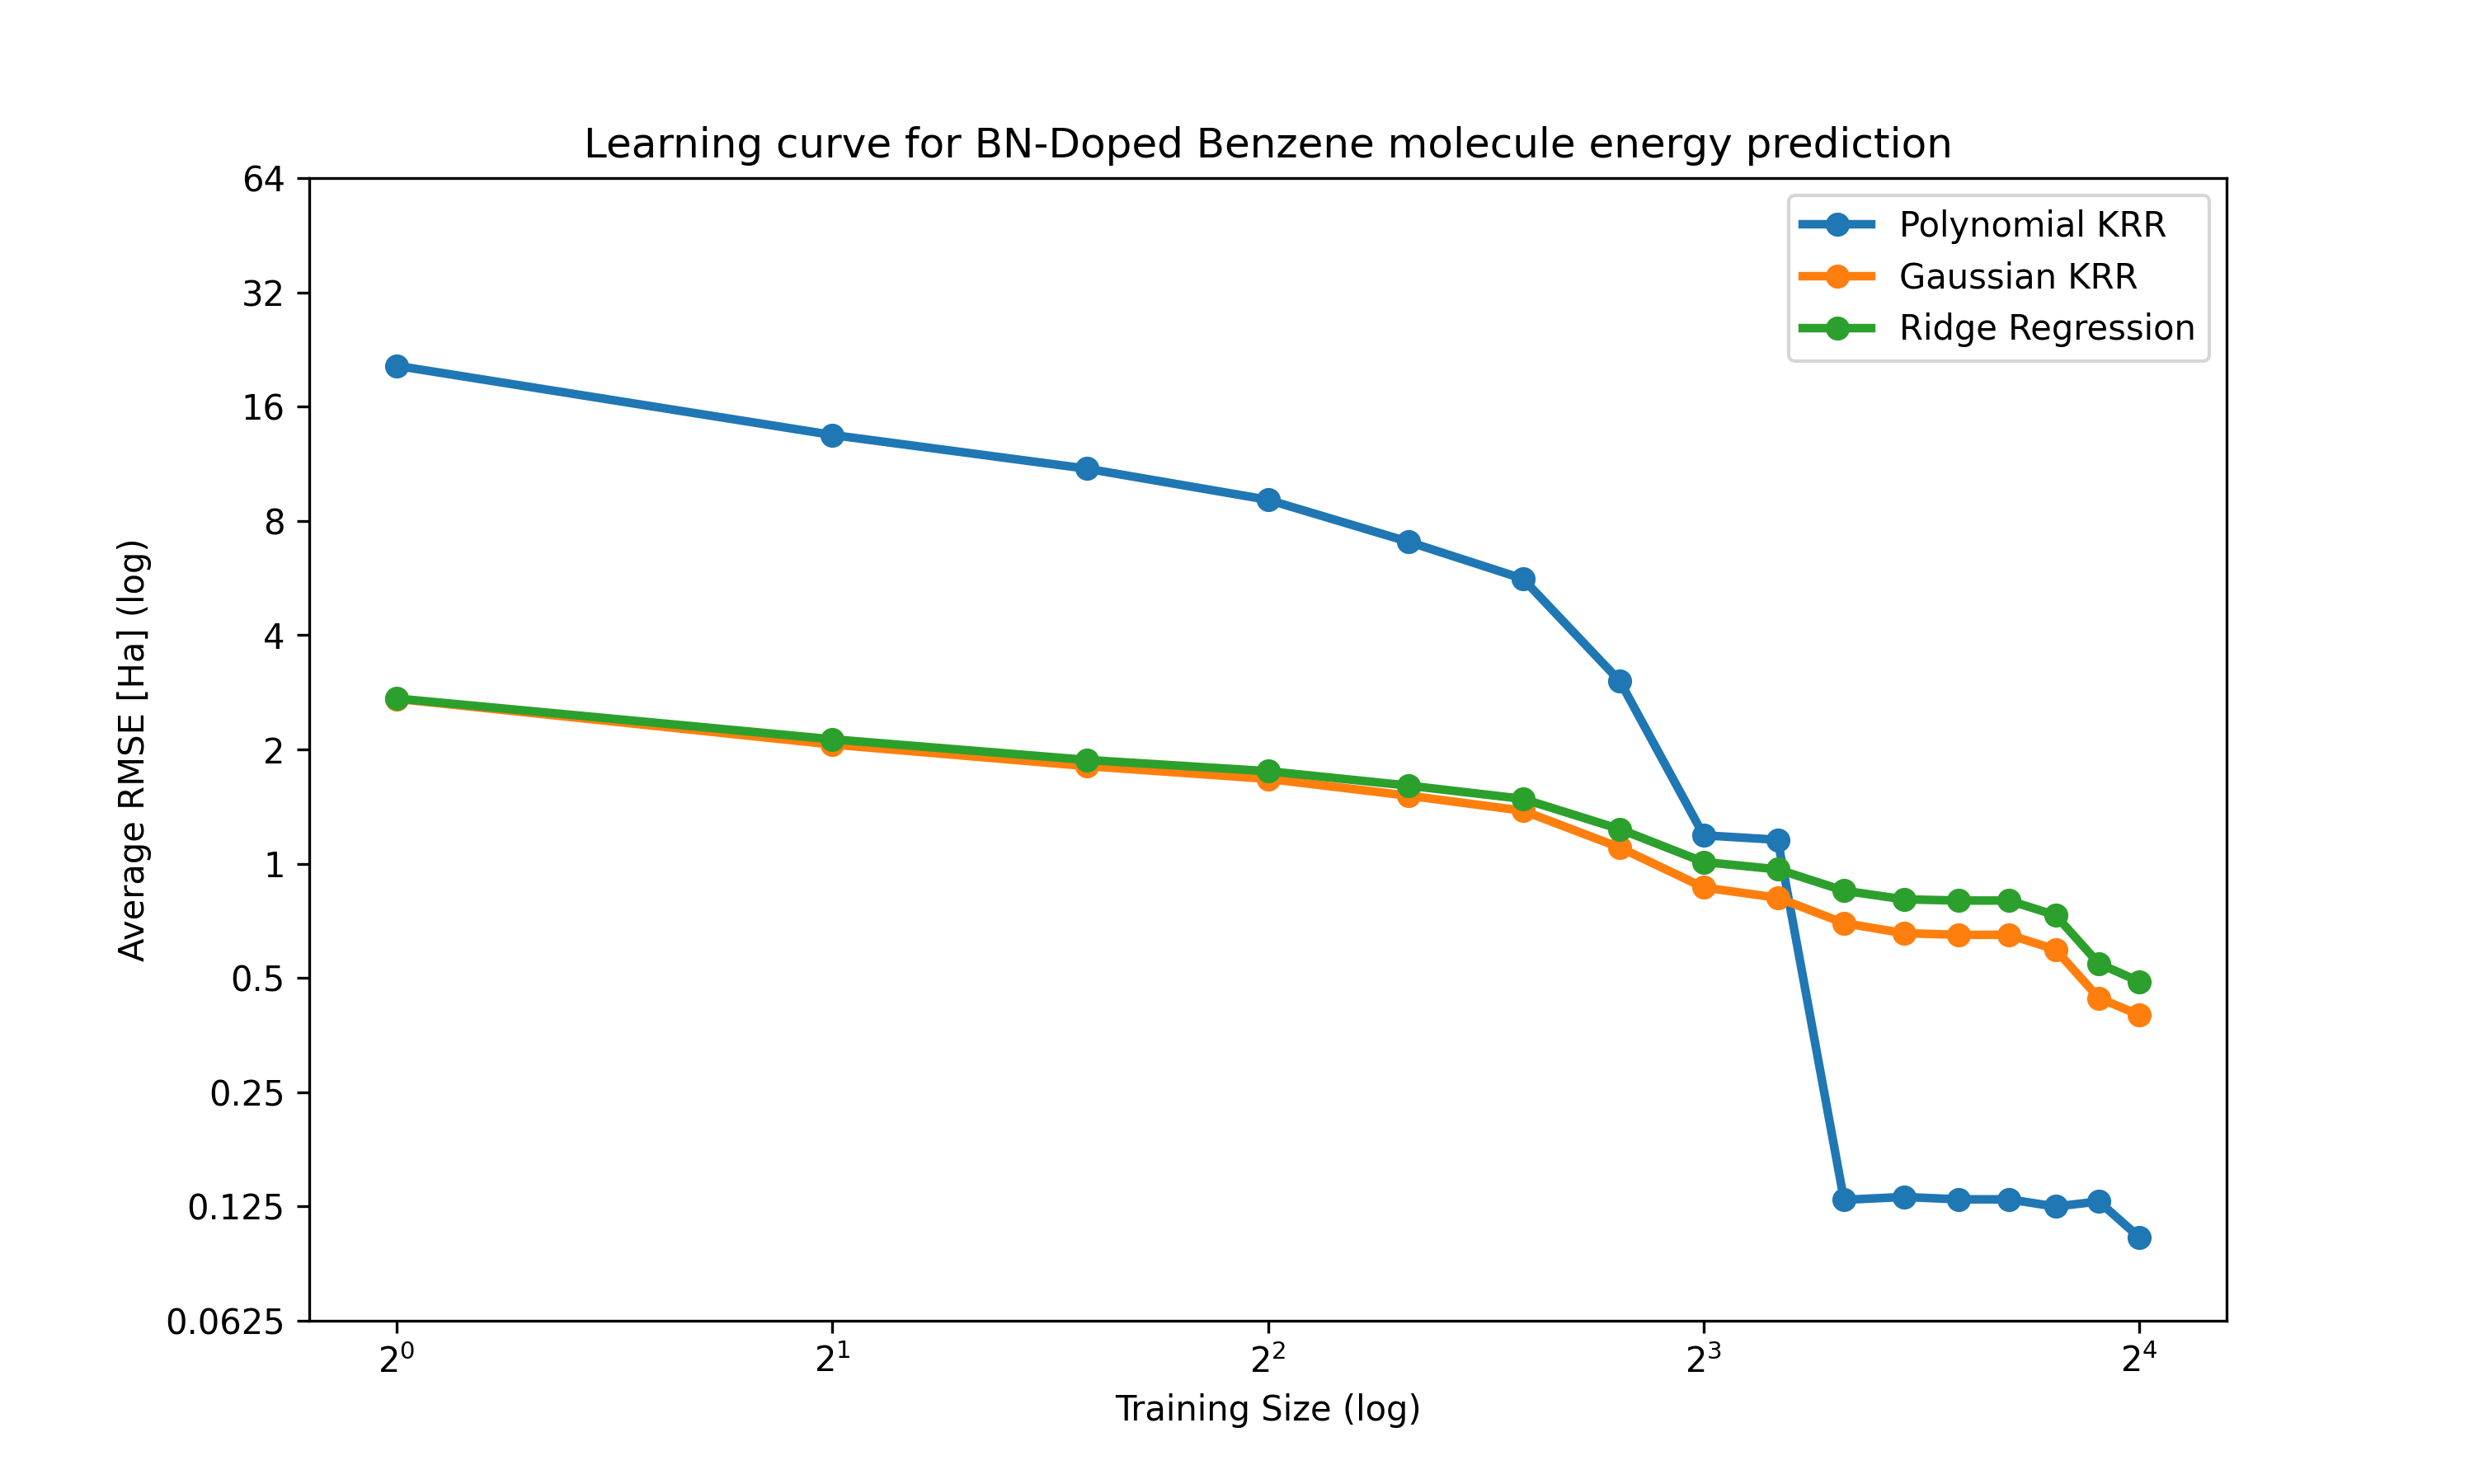 Learning curve for BN-Doped Benzene molecule energy prediction
Polynomial KRR
Gaussian KRR
Ridge Regression
Average RMSE [Ha] (log)
64
32
16
8
4
2
1
0.5
0.25
0.125
0.0625
2⁰ 2¹ 2² 2³ 2⁴
Training Size (log)